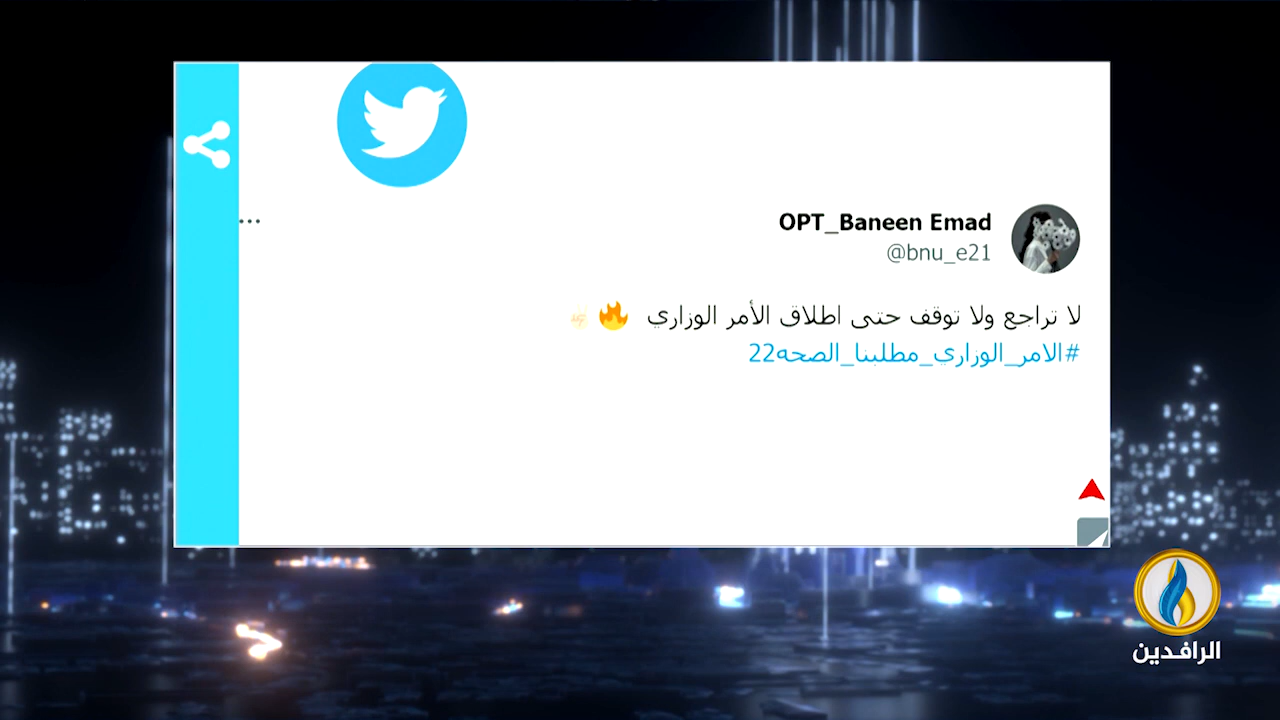 OPT_Baneen Emad
@bnu_e21
لا تراجع ولا توقف حتى اطلاق الأمر الوزاري 🔥
#الامر_الوزاري_مطلبنا_الصحه22
الرافدين